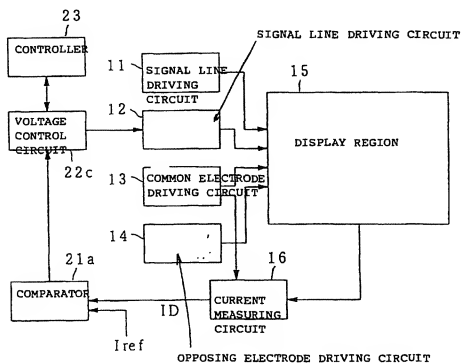 23
CONTROLLER
SIGNAL LINE DRIVING CIRCUIT
11
SIGNAL LINE
DRIVING
CIRCUIT
15
12
VOLTAGE
CONTROL
CIRCUIT
22c
DISPLAY REGION
13
COMMON ELECTRODE
DRIVING CIRCUIT
14
21a
16
COMPARATOR
ID
CURRENT
MEASURING
CIRCUIT
Iref
OPPOSING ELECTRODE DRIVING CIRCUIT